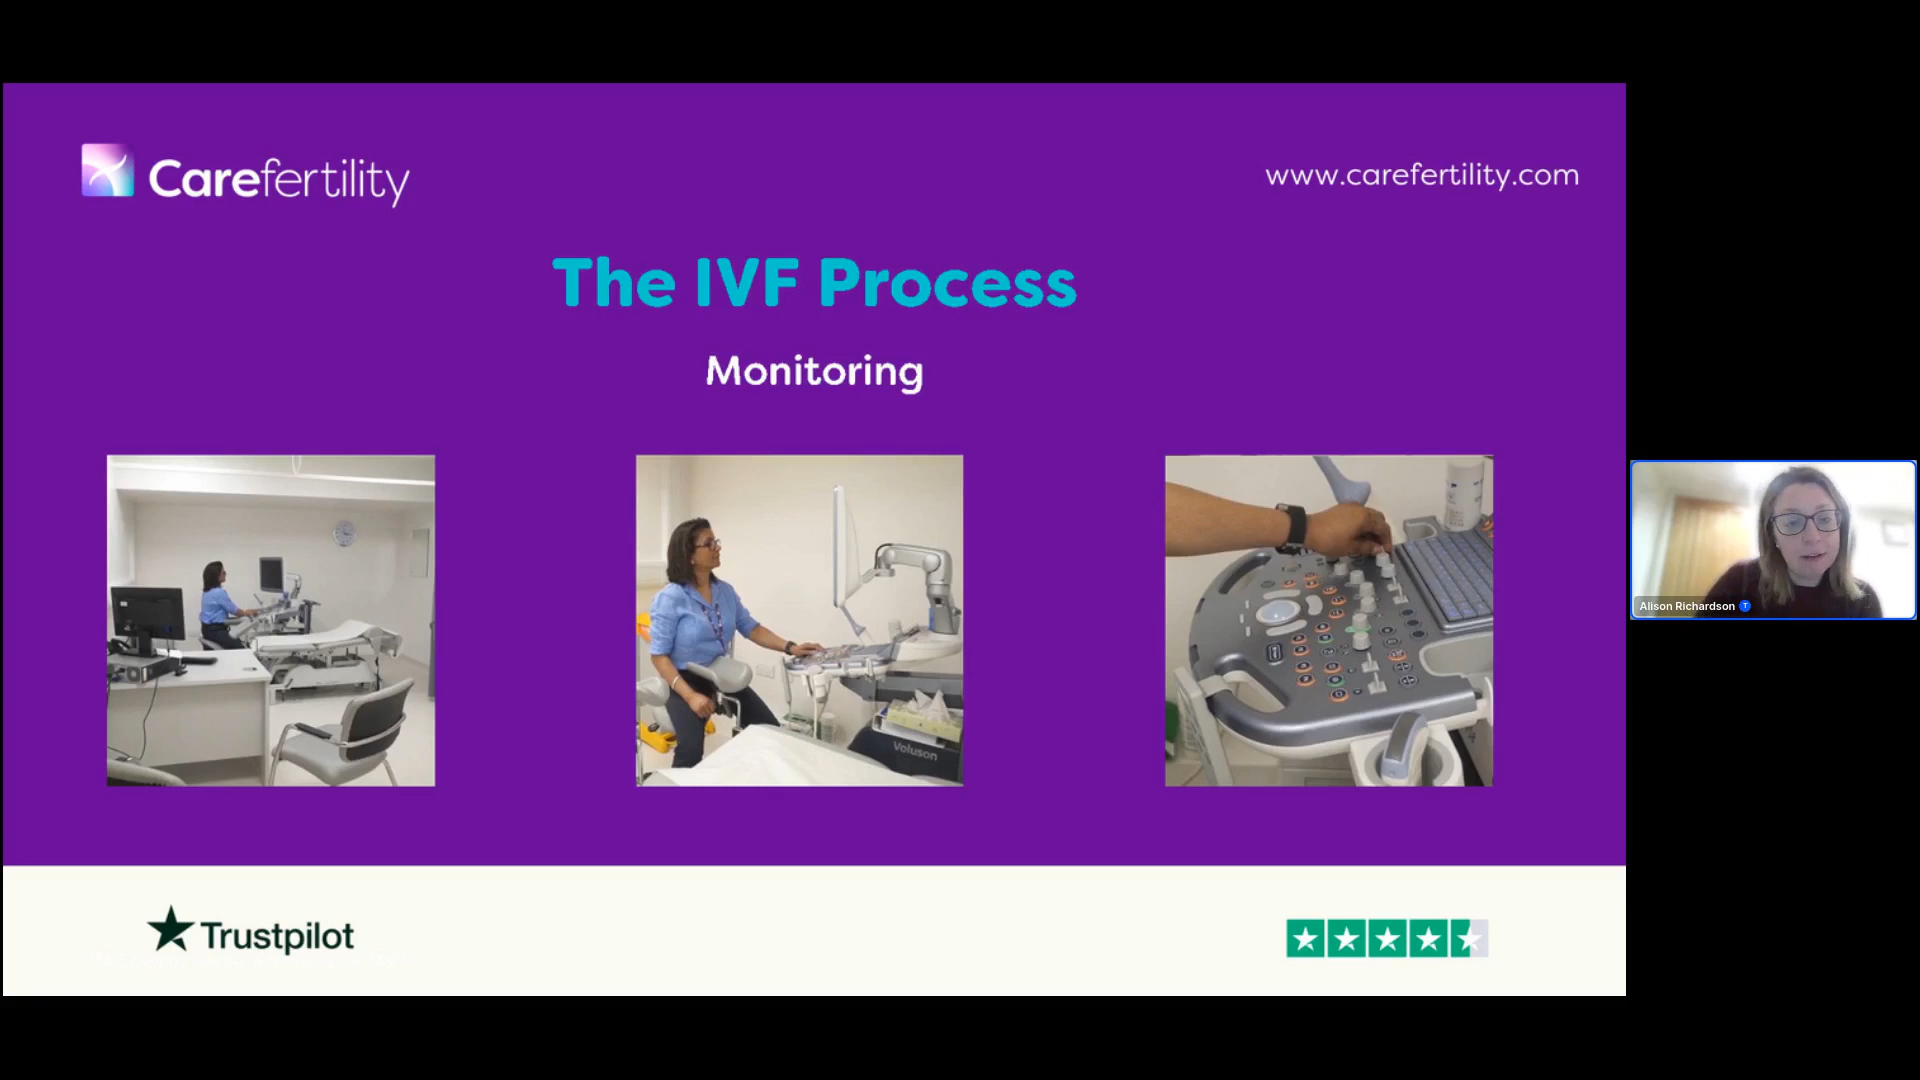 Carefertility
www.carefertility.com
The IVF Process
Monitoring
Voluson
Alison Richardson
Trustpilot